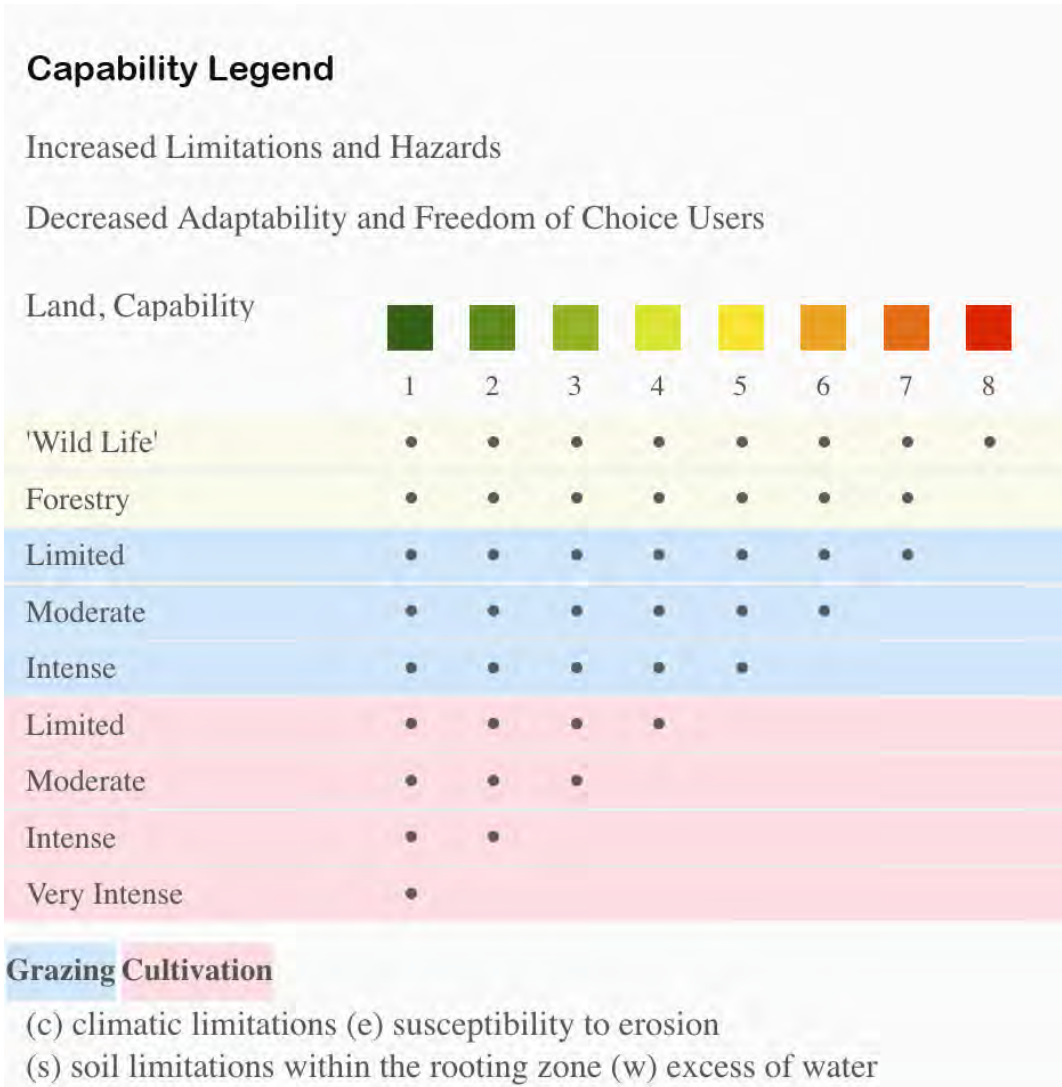 Capability Legend
Increased Limitations and Hazards
Decreased Adaptability and Freedom of Choice Users
Land, Capability
1 2 3 4 5 6 7 8
'Wild Life' • • • • • • • •
Forestry • • • • • • •
Limited • • • • • • •
Moderate • • • • • •
Intense • • • • •
Limited • • • •
Moderate • • •
Intense • •
Very Intense •
Grazing Cultivation
(c) climatic limitations (e) susceptibility to erosion
(s) soil limitations within the rooting zone (w) excess of water